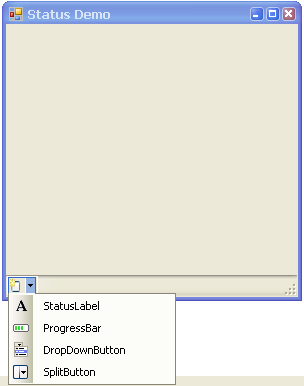 Status Demo
StatusLabel
ProgressBar
DropDownButton
SplitButton